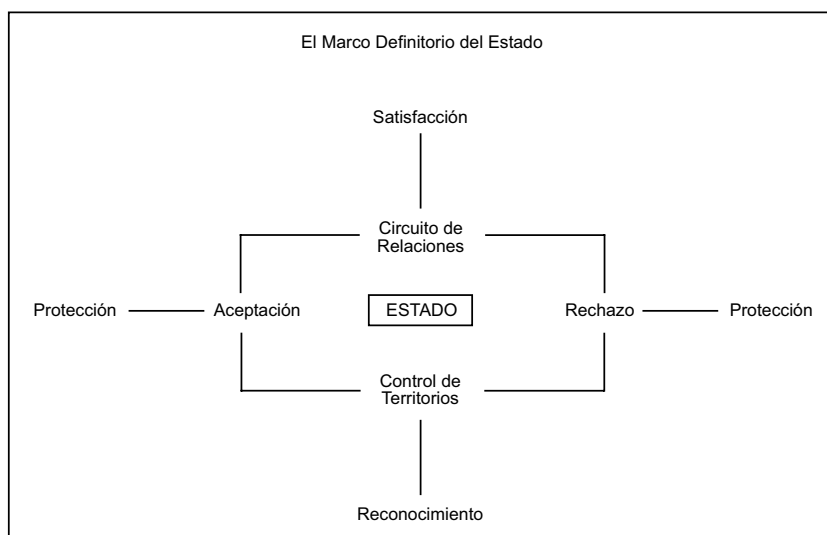 El Marco Definitorio del Estado
Satisfacción
Circuito de
Relaciones
Protección
Aceptación
ESTADO
Rechazo
Protección
Control de
Territorios
Reconocimiento